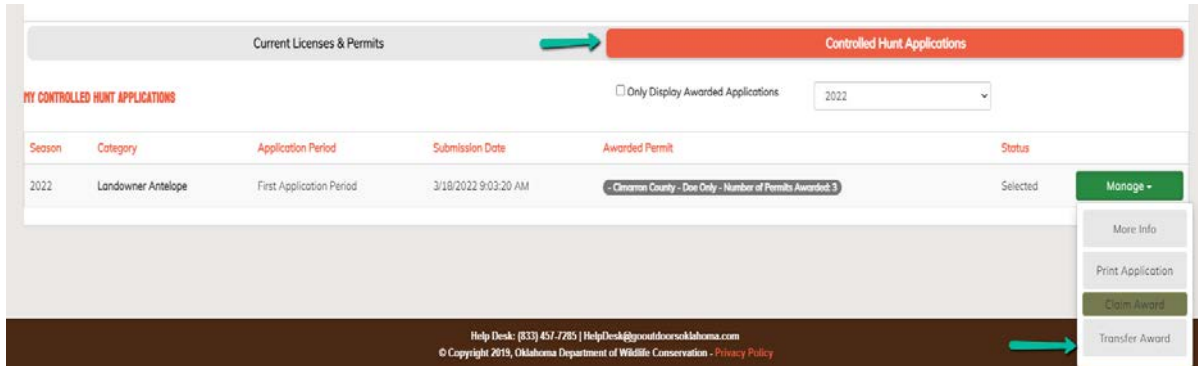 Current Licenses & Permits
Controlled Hunt Applications
MY CONTROLLED HUNT APPLICATIONS
Only Display Awarded Applications
2022
Season Category Application Period Submission Date Awarded Permit Status
2022 Landowner Antelope First Application Period 3/18/2022 9:03:20 AM - Cimarron County - Doe Only - Number of Permits Awarded: 3 Selected Manage
More Info
Print Application
Claim Award
Transfer Award
Help Desk: (833) 457-7285 | HelpDesk@gooutdoorsoklahoma.com
© Copyright 2019, Oklahoma Department of Wildlife Conservation - Privacy Policy